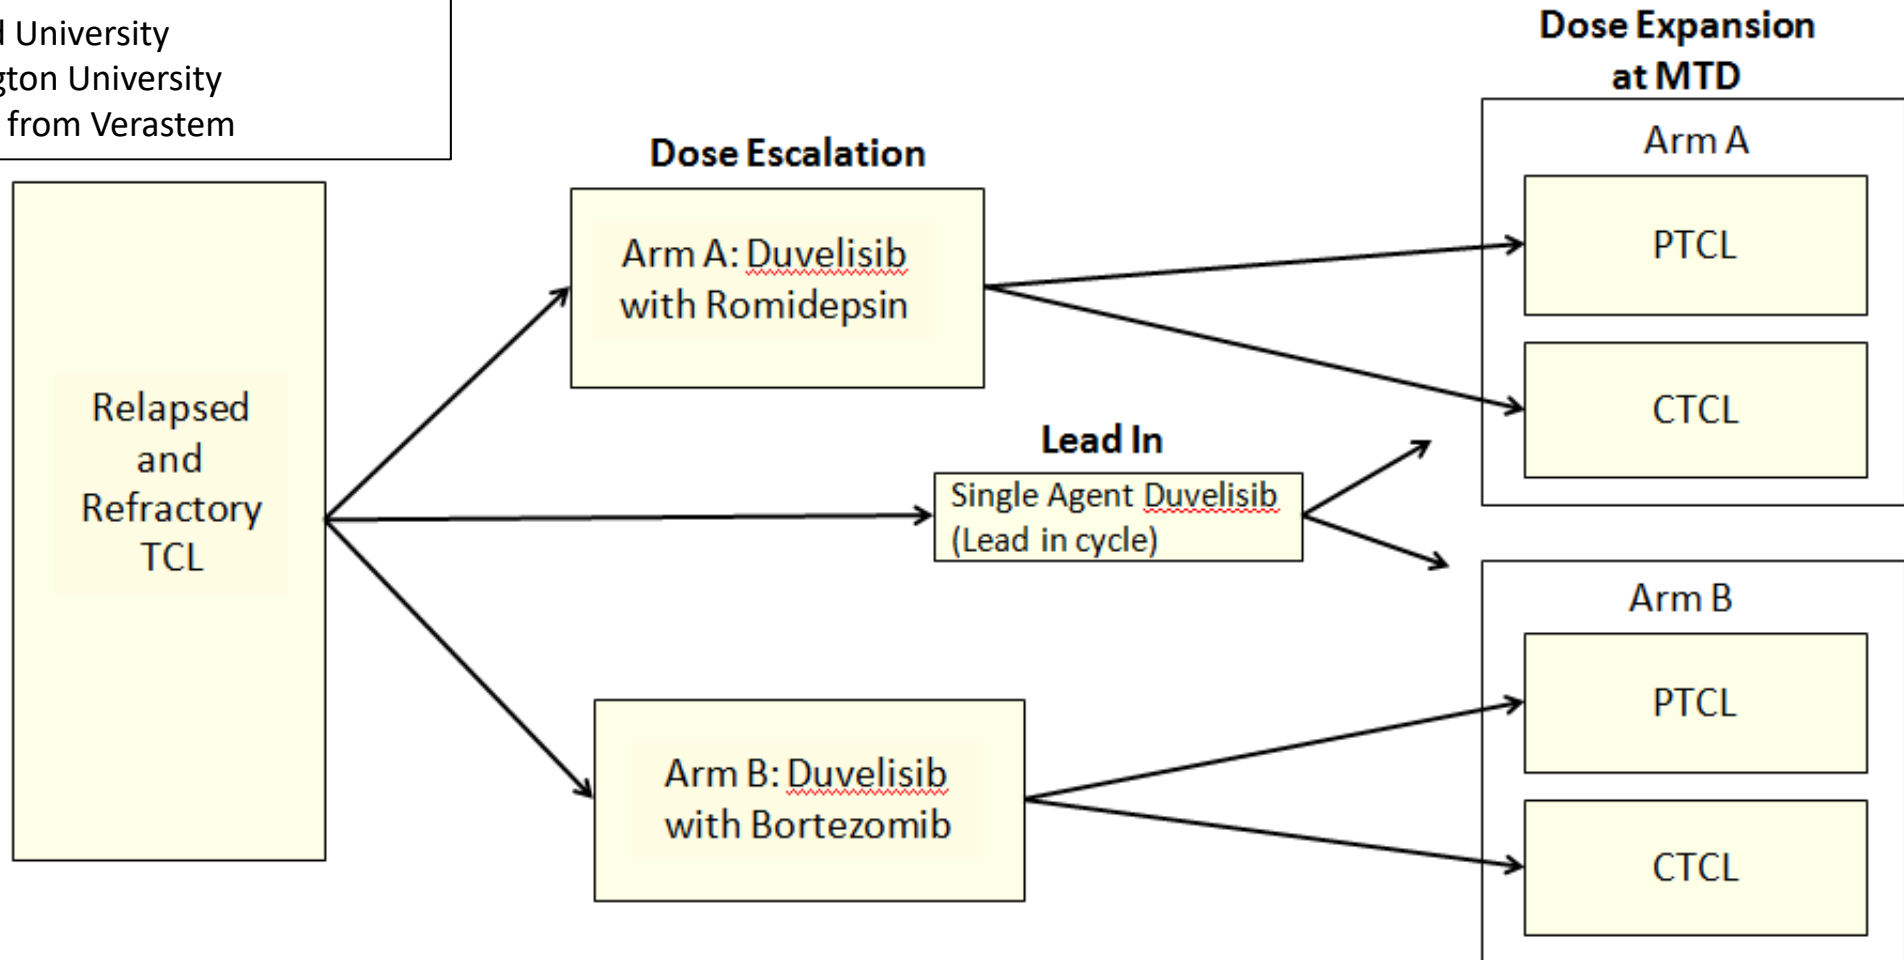 University
University
from Verastem
Dose Escalation
Dose Expansion
at MTD
Relapsed
and
Refractory
TCL
Arm A: Duvelisib
with Romidepsin
Lead In
Single Agent Duvelisib
(Lead in cycle)
Arm B: Duvelisib
with Bortezomib
Arm A
PTCL
CTCL
Arm B
PTCL
CTCL